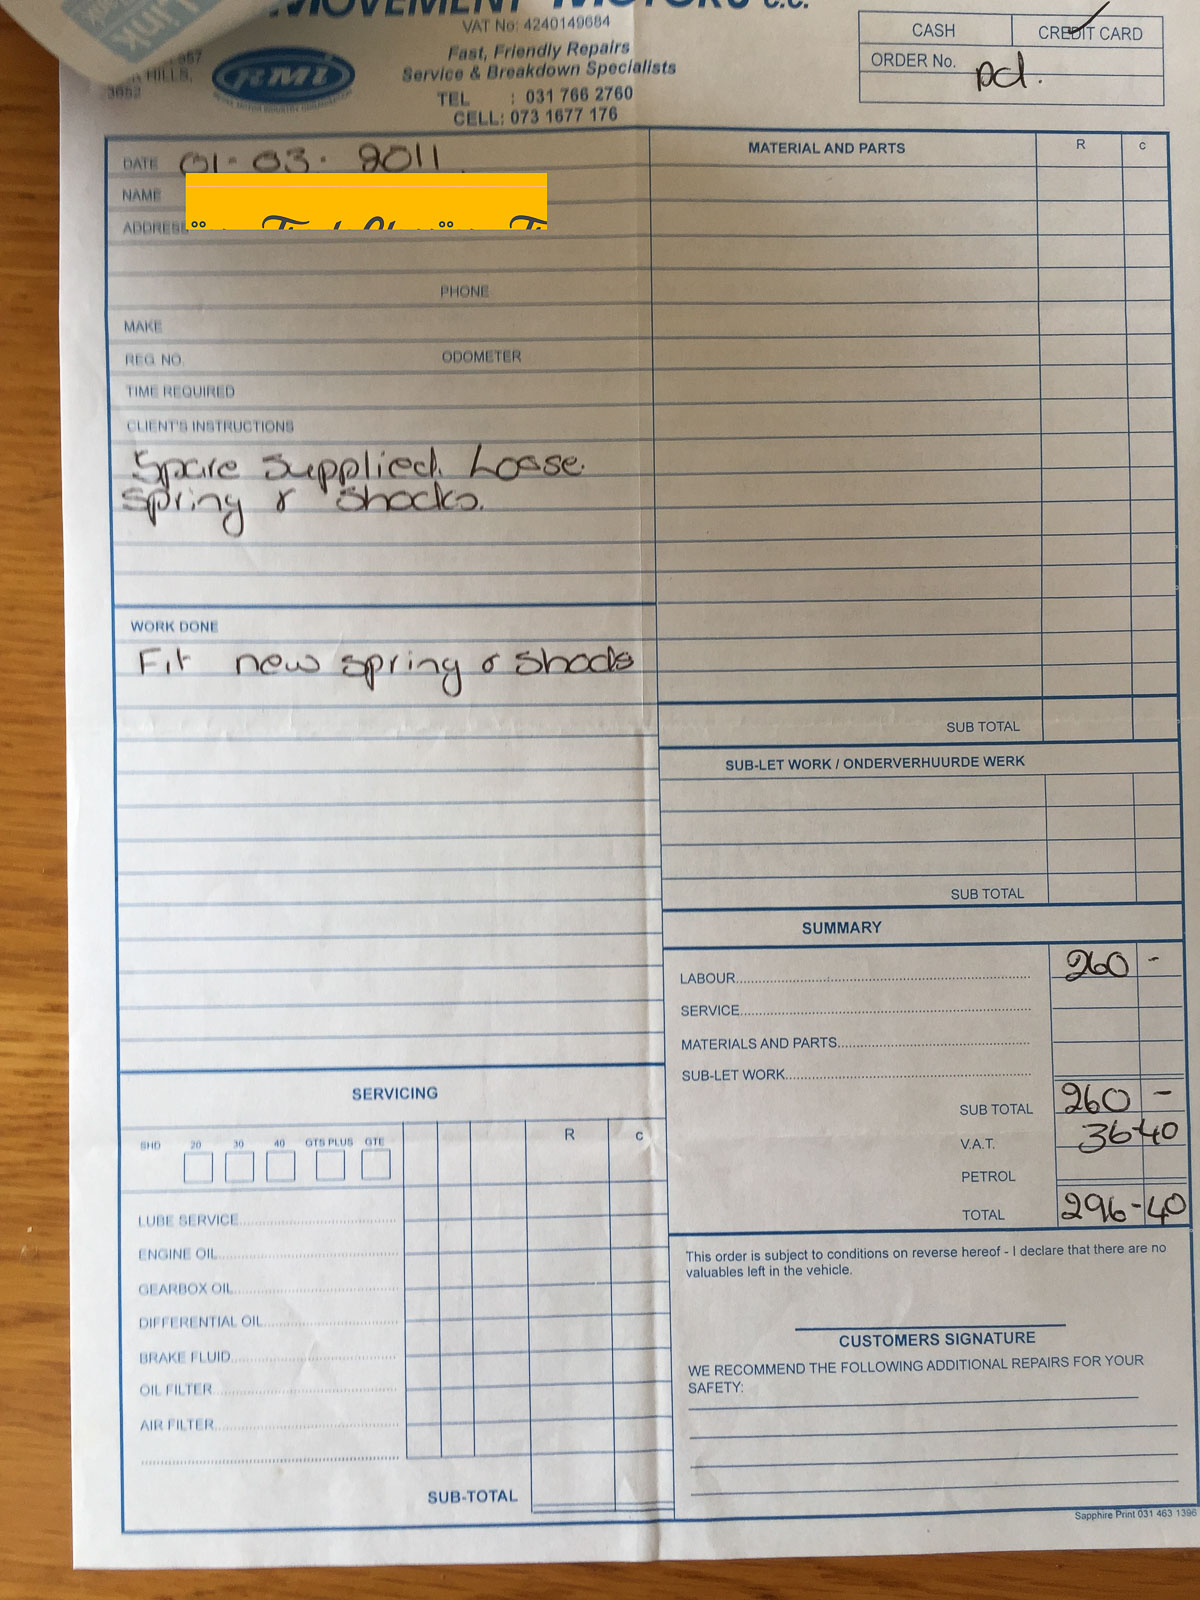 MOVEMENT MOTORS c.c.
VAT No: 4240149684
Fast, Friendly Repairs
Service & Breakdown Specialists
TEL : 031 766 2760
CELL: 073 1677 176
Link
HILLS,
3652
RMI
CASH
CREDIT CARD
ORDER No. pd.
DATE 01-03-2011
NAME
ADDRESS
PHONE
MAKE
REG NO. ODOMETER
TIME REQUIRED
CLIENT'S INSTRUCTIONS
Spare supplied. Loose.
Spring & Shocks.
WORK DONE
Fit new spring & shocks
MATERIAL AND PARTS R c
SUB TOTAL
SUB-LET WORK / ONDERVERHUURDE WERK
SUB TOTAL
SUMMARY
LABOUR 260 -
SERVICE
MATERIALS AND PARTS
SUB-LET WORK
SUB TOTAL 260 -
V.A.T. 36-40
PETROL
TOTAL 296-40
SERVICING
SHD 20 30 40 GTS PLUS GTE R c
LUBE SERVICE
ENGINE OIL
GEARBOX OIL
DIFFERENTIAL OIL
BRAKE FLUID
OIL FILTER
AIR FILTER
SUB-TOTAL
This order is subject to conditions on reverse hereof - I declare that there are no
valuables left in the vehicle.
CUSTOMERS SIGNATURE
WE RECOMMEND THE FOLLOWING ADDITIONAL REPAIRS FOR YOUR
SAFETY:
Sapphire Print 031 463 1396